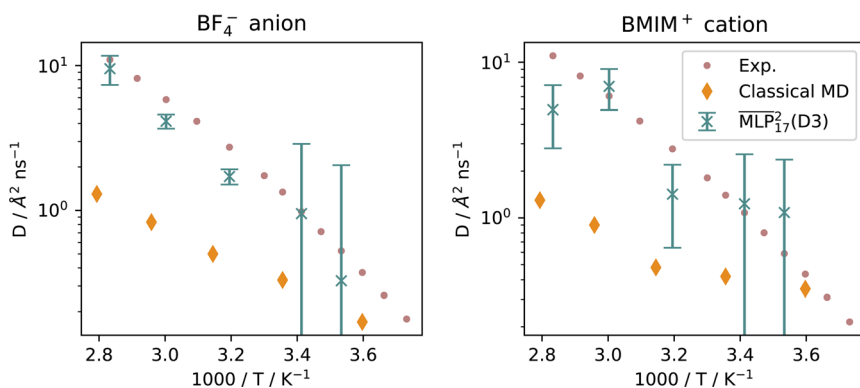 BF₄⁻ anion
D / Å² ns⁻¹
10¹
10⁰
2.8 3.0 3.2 3.4 3.6
1000 / T / K⁻¹
BMIM⁺ cation
Exp.
Classical MD
M̅L̅P̅²₁₇(D3)
D / Å² ns⁻¹
10¹
10⁰
2.8 3.0 3.2 3.4 3.6
1000 / T / K⁻¹